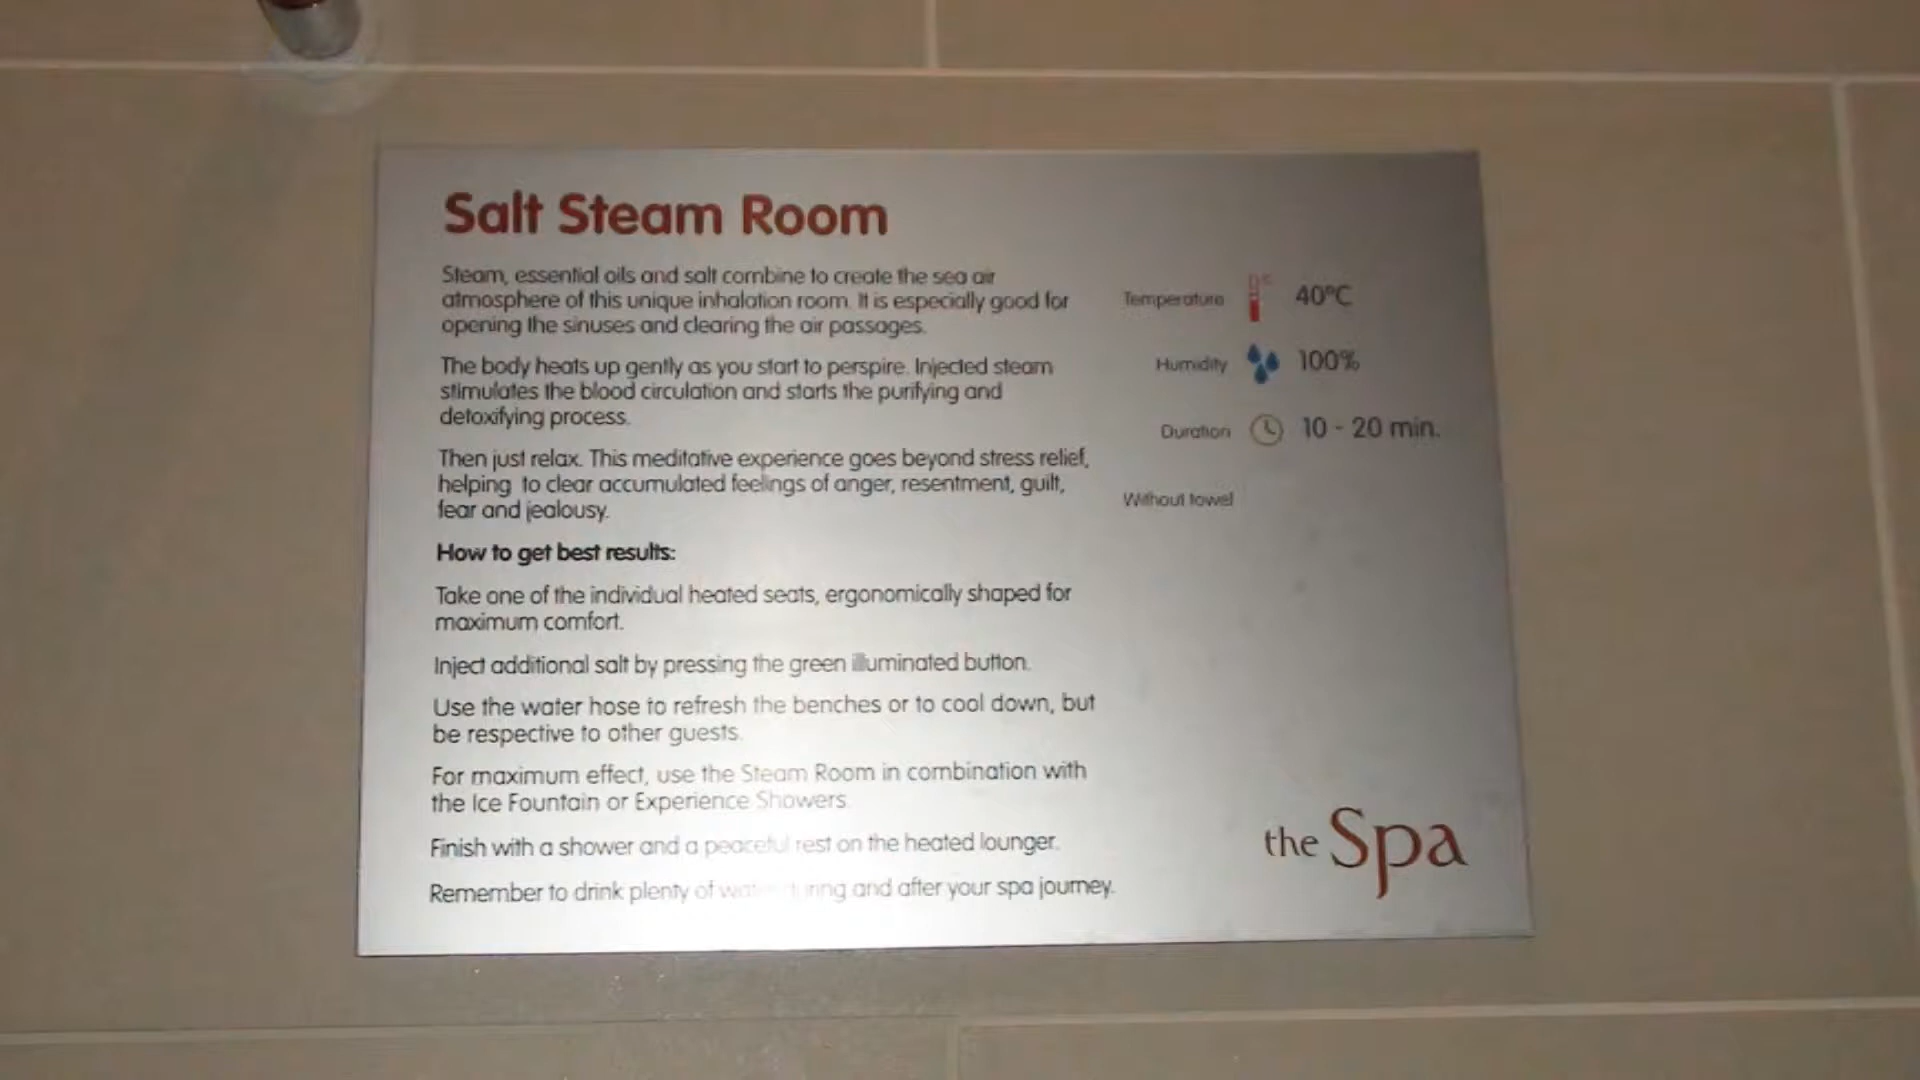 Salt Steam Room
Steam, essential oils and salt combine to create the sea air
atmosphere of this unique inhalation room. It is especially good for
opening the sinuses and clearing the air passages.
The body heats up gently as you start to perspire. Injected steam
stimulates the blood circulation and starts the purifying and
detoxifying process.
Then just relax. This meditative experience goes beyond stress relief,
helping to clear accumulated feelings of anger, resentment, guilt,
fear and jealousy.
How to get best results:
Take one of the individual heated seats, ergonomically shaped for
maximum comfort.
Inject additional salt by pressing the green illuminated button.
Use the water hose to refresh the benches or to cool down, but
be respective to other guests.
For maximum effect, use the Steam Room in combination with
the Ice Fountain or Experience Showers.
Finish with a shower and a peaceful rest on the heated lounger.
Remember to drink plenty of water during and after your spa journey.
Temperature 40°C
Humidity 100%
Duration 10 - 20 min.
Without towel
the Spa